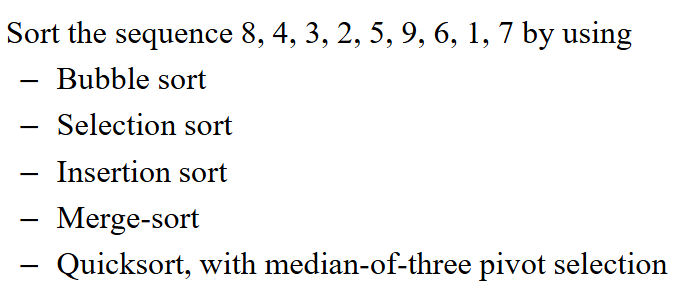 Sort the sequence 8, 4, 3, 2, 5, 9, 6, 1, 7 by using
– Bubble sort
– Selection sort
– Insertion sort
– Merge-sort
– Quicksort, with median-of-three pivot selection